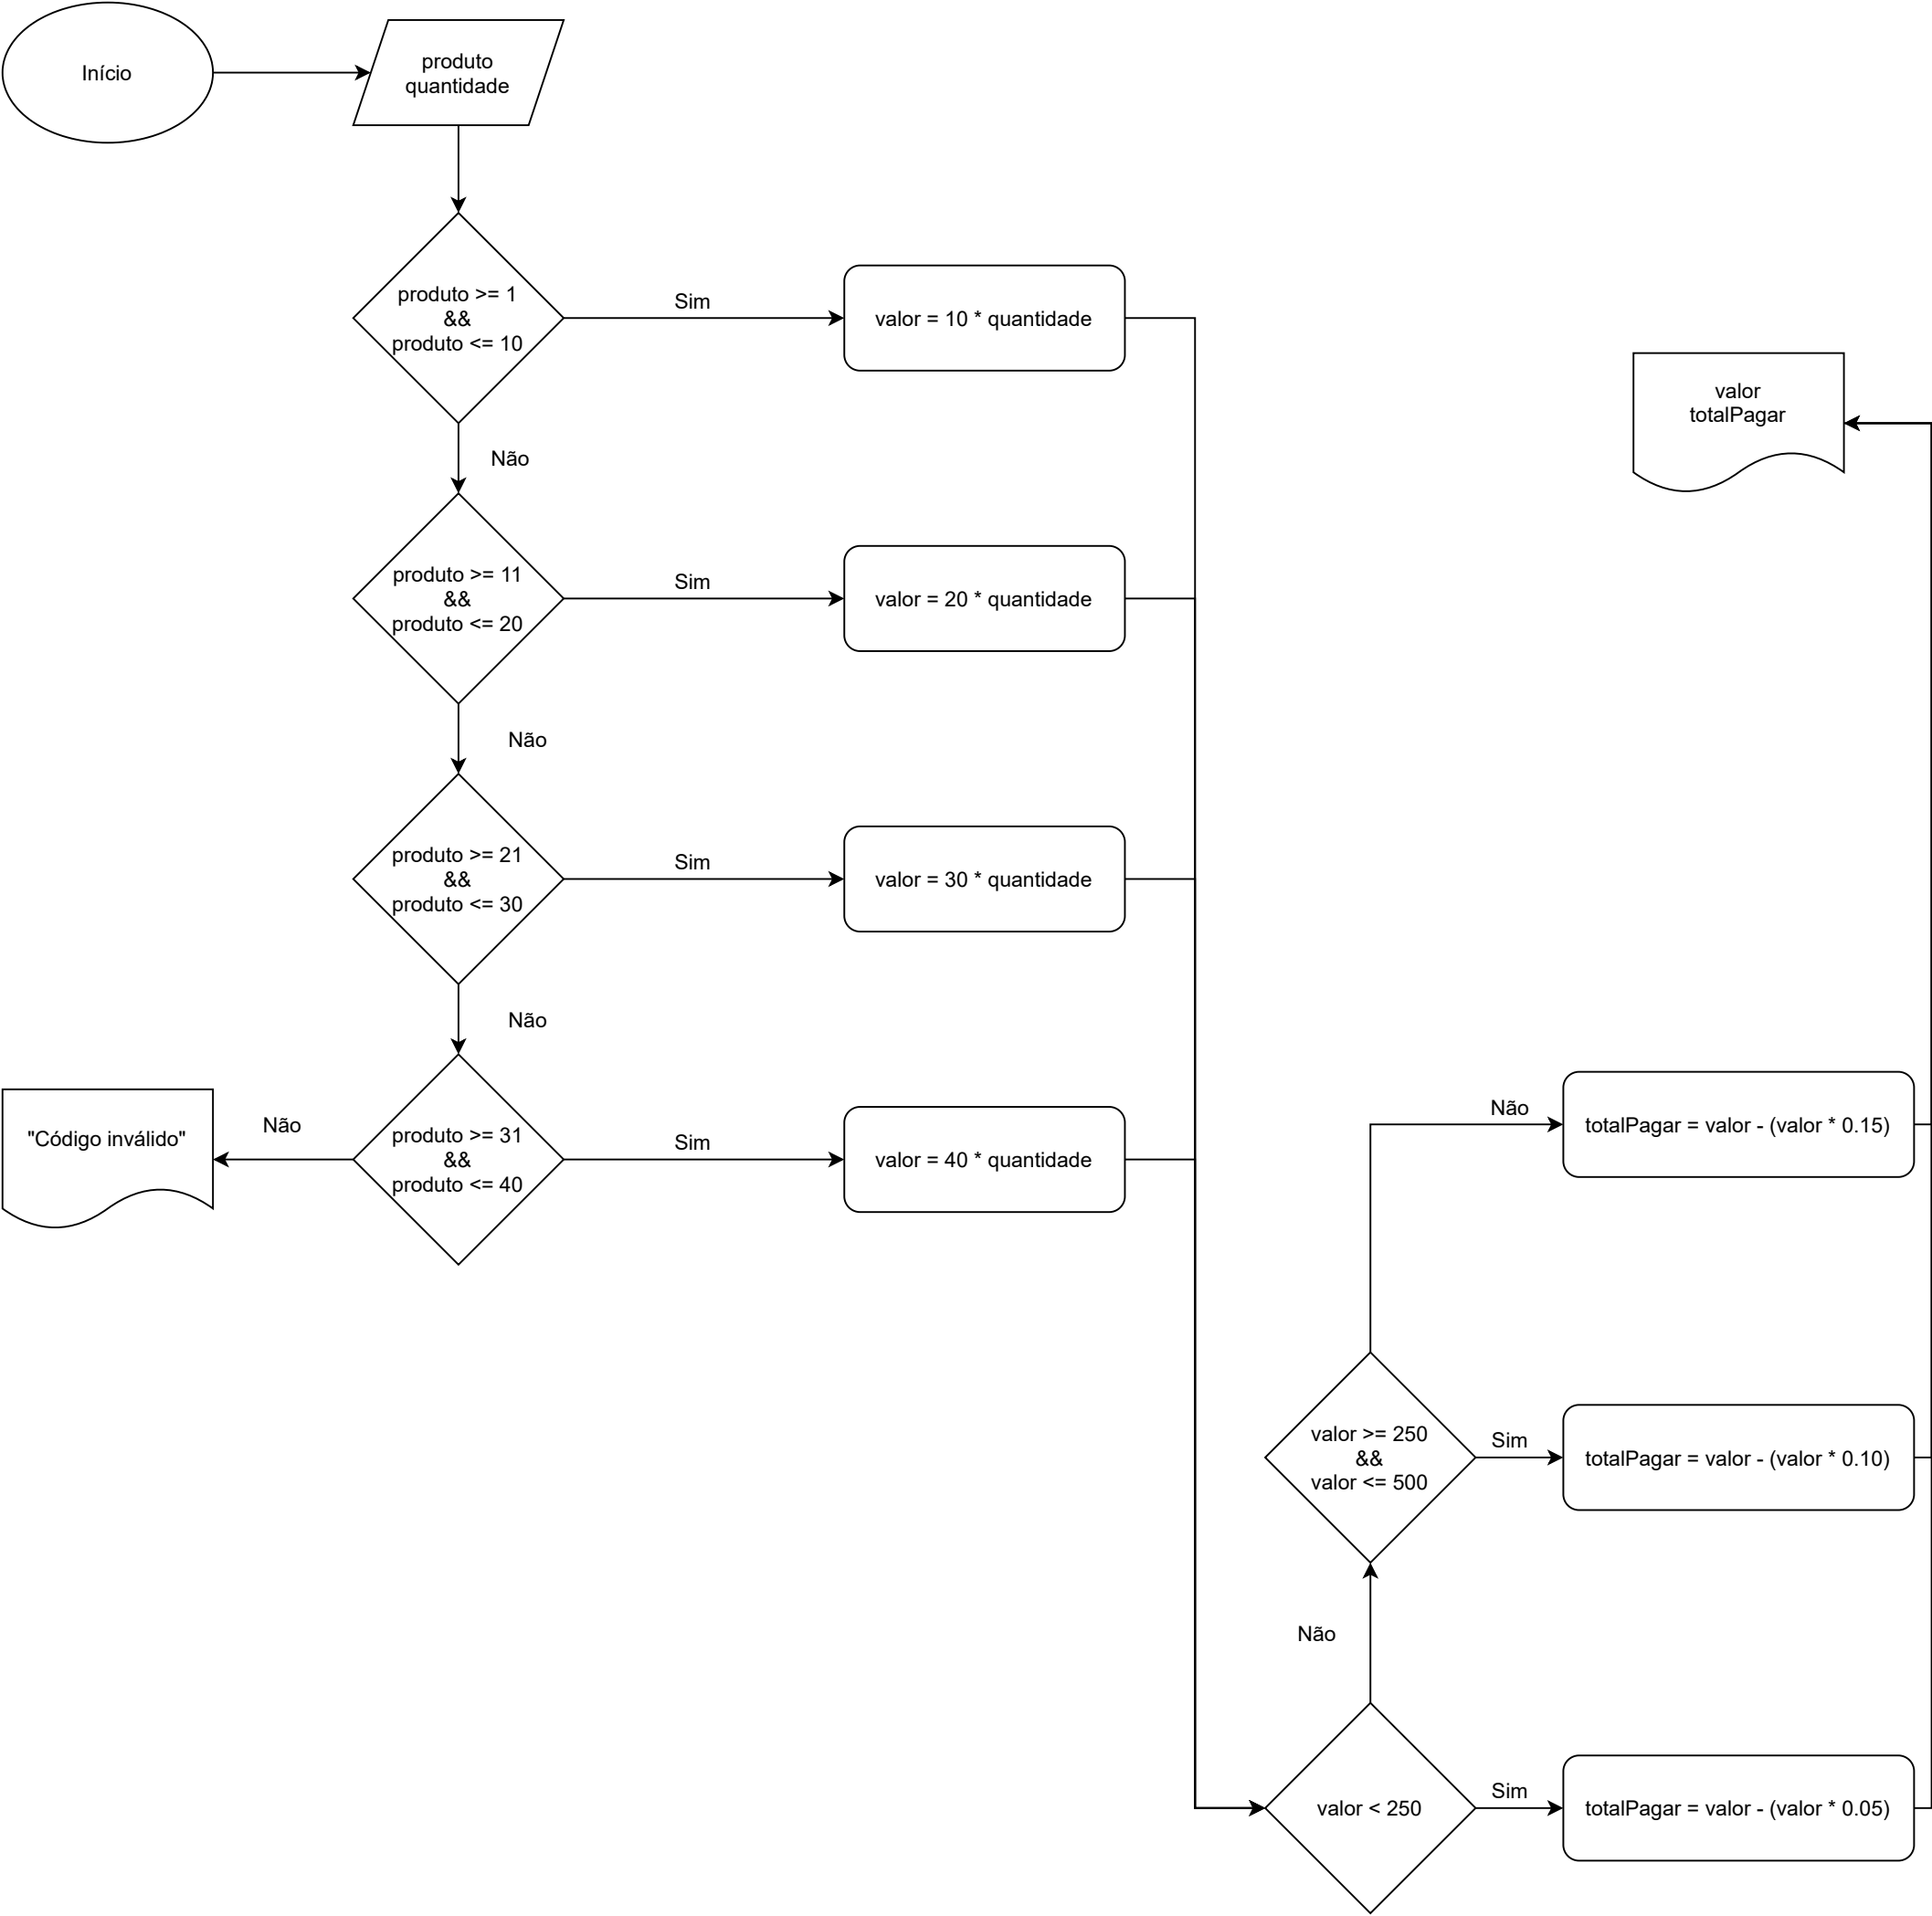 Início
produto
quantidade
produto >= 1
&&
produto <= 10
Sim
valor = 10 * quantidade
Não
produto >= 11
&&
produto <= 20
Sim
valor = 20 * quantidade
Não
produto >= 21
&&
produto <= 30
Sim
valor = 30 * quantidade
Não
produto >= 31
&&
produto <= 40
Sim
valor = 40 * quantidade
Não
"Código inválido"
valor < 250
Sim
totalPagar = valor - (valor * 0.05)
Não
valor >= 250
&&
valor <= 500
Sim
totalPagar = valor - (valor * 0.10)
Não
totalPagar = valor - (valor * 0.15)
valor
totalPagar